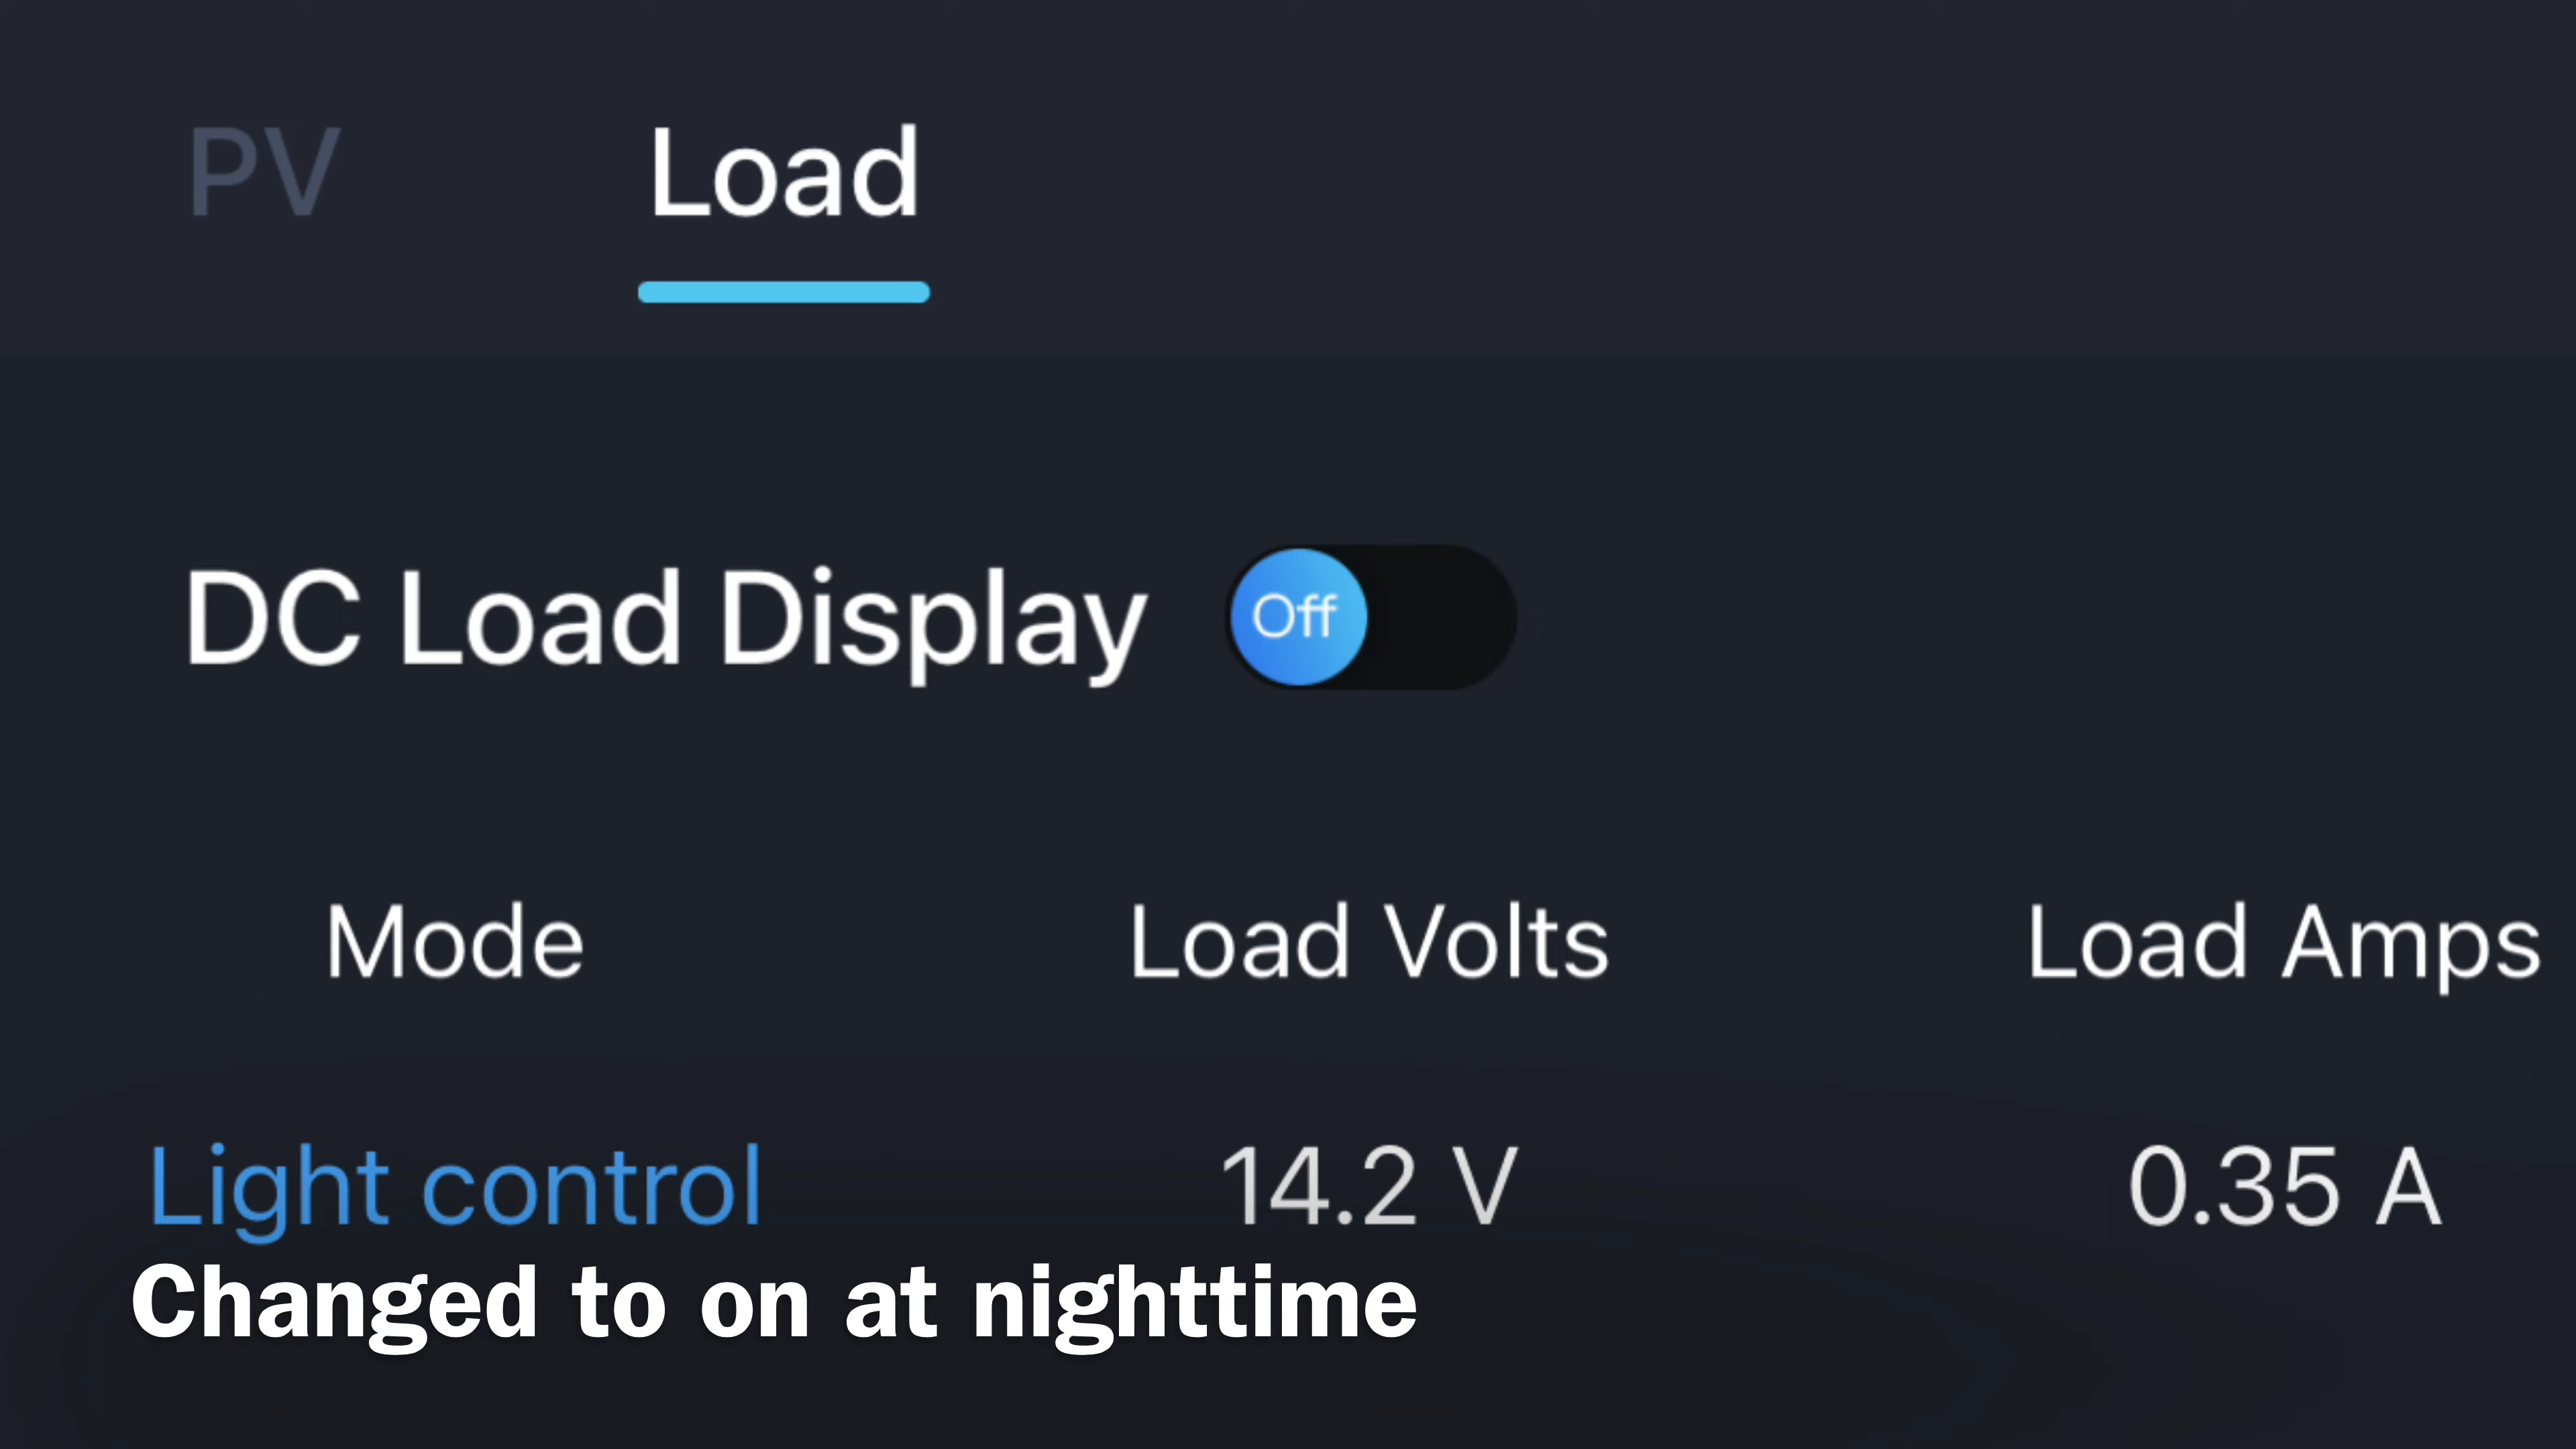 PV Load
DC Load Display Off
Mode Load Volts Load Amps
Light control 14.2 V 0.35 A
Changed to on at nighttime